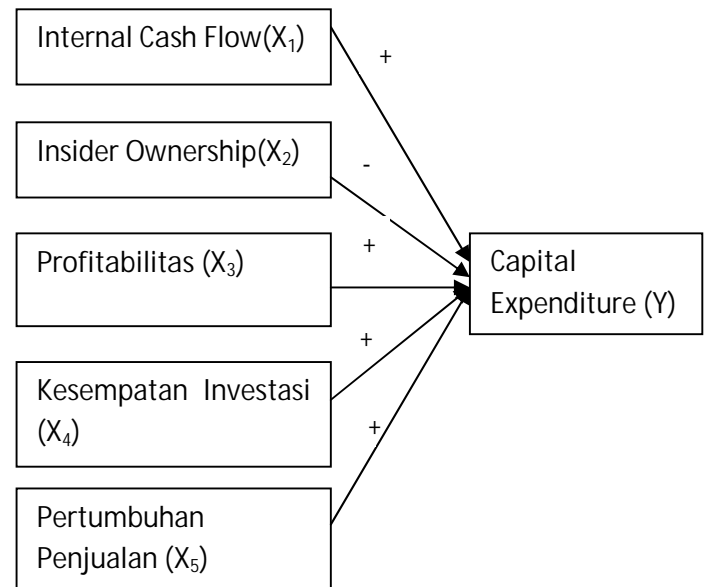 Internal Cash Flow(X₁)
+
Insider Ownership(X₂)
-
Profitabilitas (X₃)
+
Capital
Expenditure (Y)
+
Kesempatan Investasi
(X₄)
+
Pertumbuhan
Penjualan (X₅)